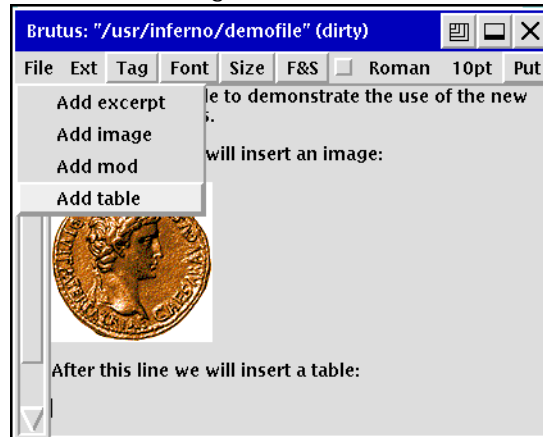 Brutus: "/usr/inferno/demofile" (dirty)
File Ext Tag Font Size F&S Roman 10pt Put
Add excerpt
Add image
Add mod
Add table
to demonstrate the use of the new
will insert an image:
After this line we will insert a table: